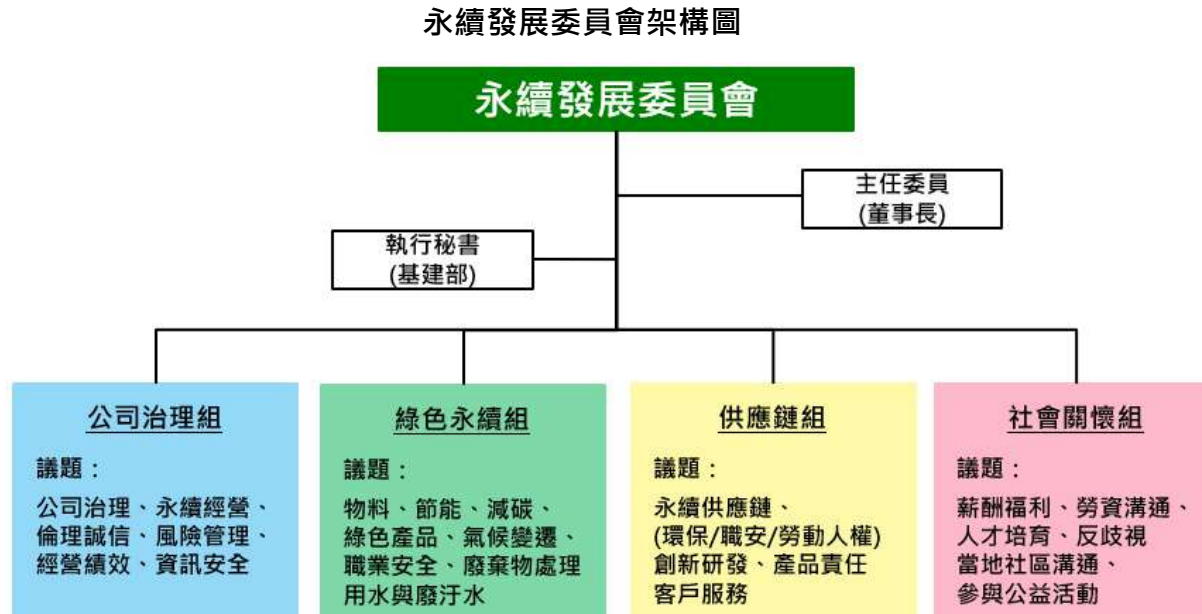 永續發展委員會架構圖
永續發展委員會
主任委員
(董事長)
執行秘書
(基建部)
公司治理組
議題：
公司治理、永續經營、
倫理誠信、風險管理、
經營績效、資訊安全
綠色永續組
議題：
物料、節能、減碳、
綠色產品、氣候變遷、
職業安全、廢棄物處理
用水與廢汙水
供應鏈組
議題：
永續供應鏈、
(環保/職安/勞動人權)
創新研發、產品責任
客戶服務
社會關懷組
議題：
薪酬福利、勞資溝通、
人才培育、反歧視
當地社區溝通、
參與公益活動